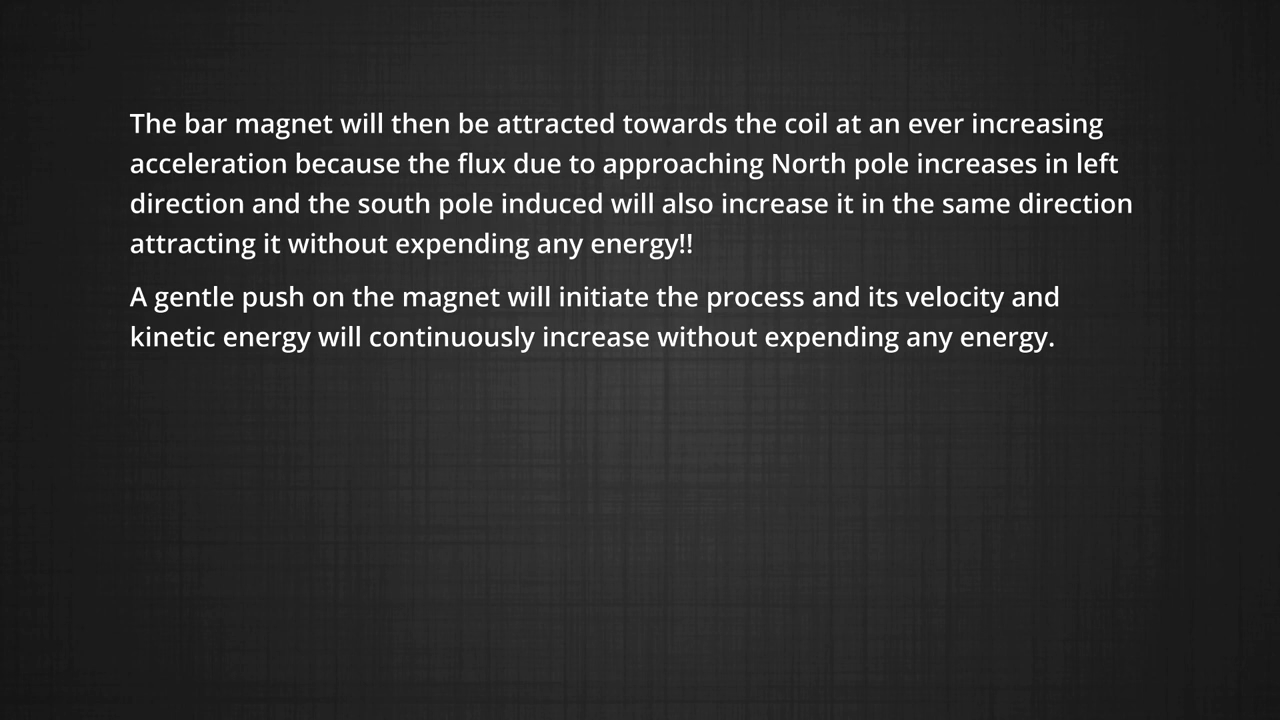 The bar magnet will then be attracted towards the coil at an ever increasing
acceleration because the flux due to approaching North pole increases in left
direction and the south pole induced will also increase it in the same direction
attracting it without expending any energy!!
A gentle push on the magnet will initiate the process and its velocity and
kinetic energy will continuously increase without expending any energy.